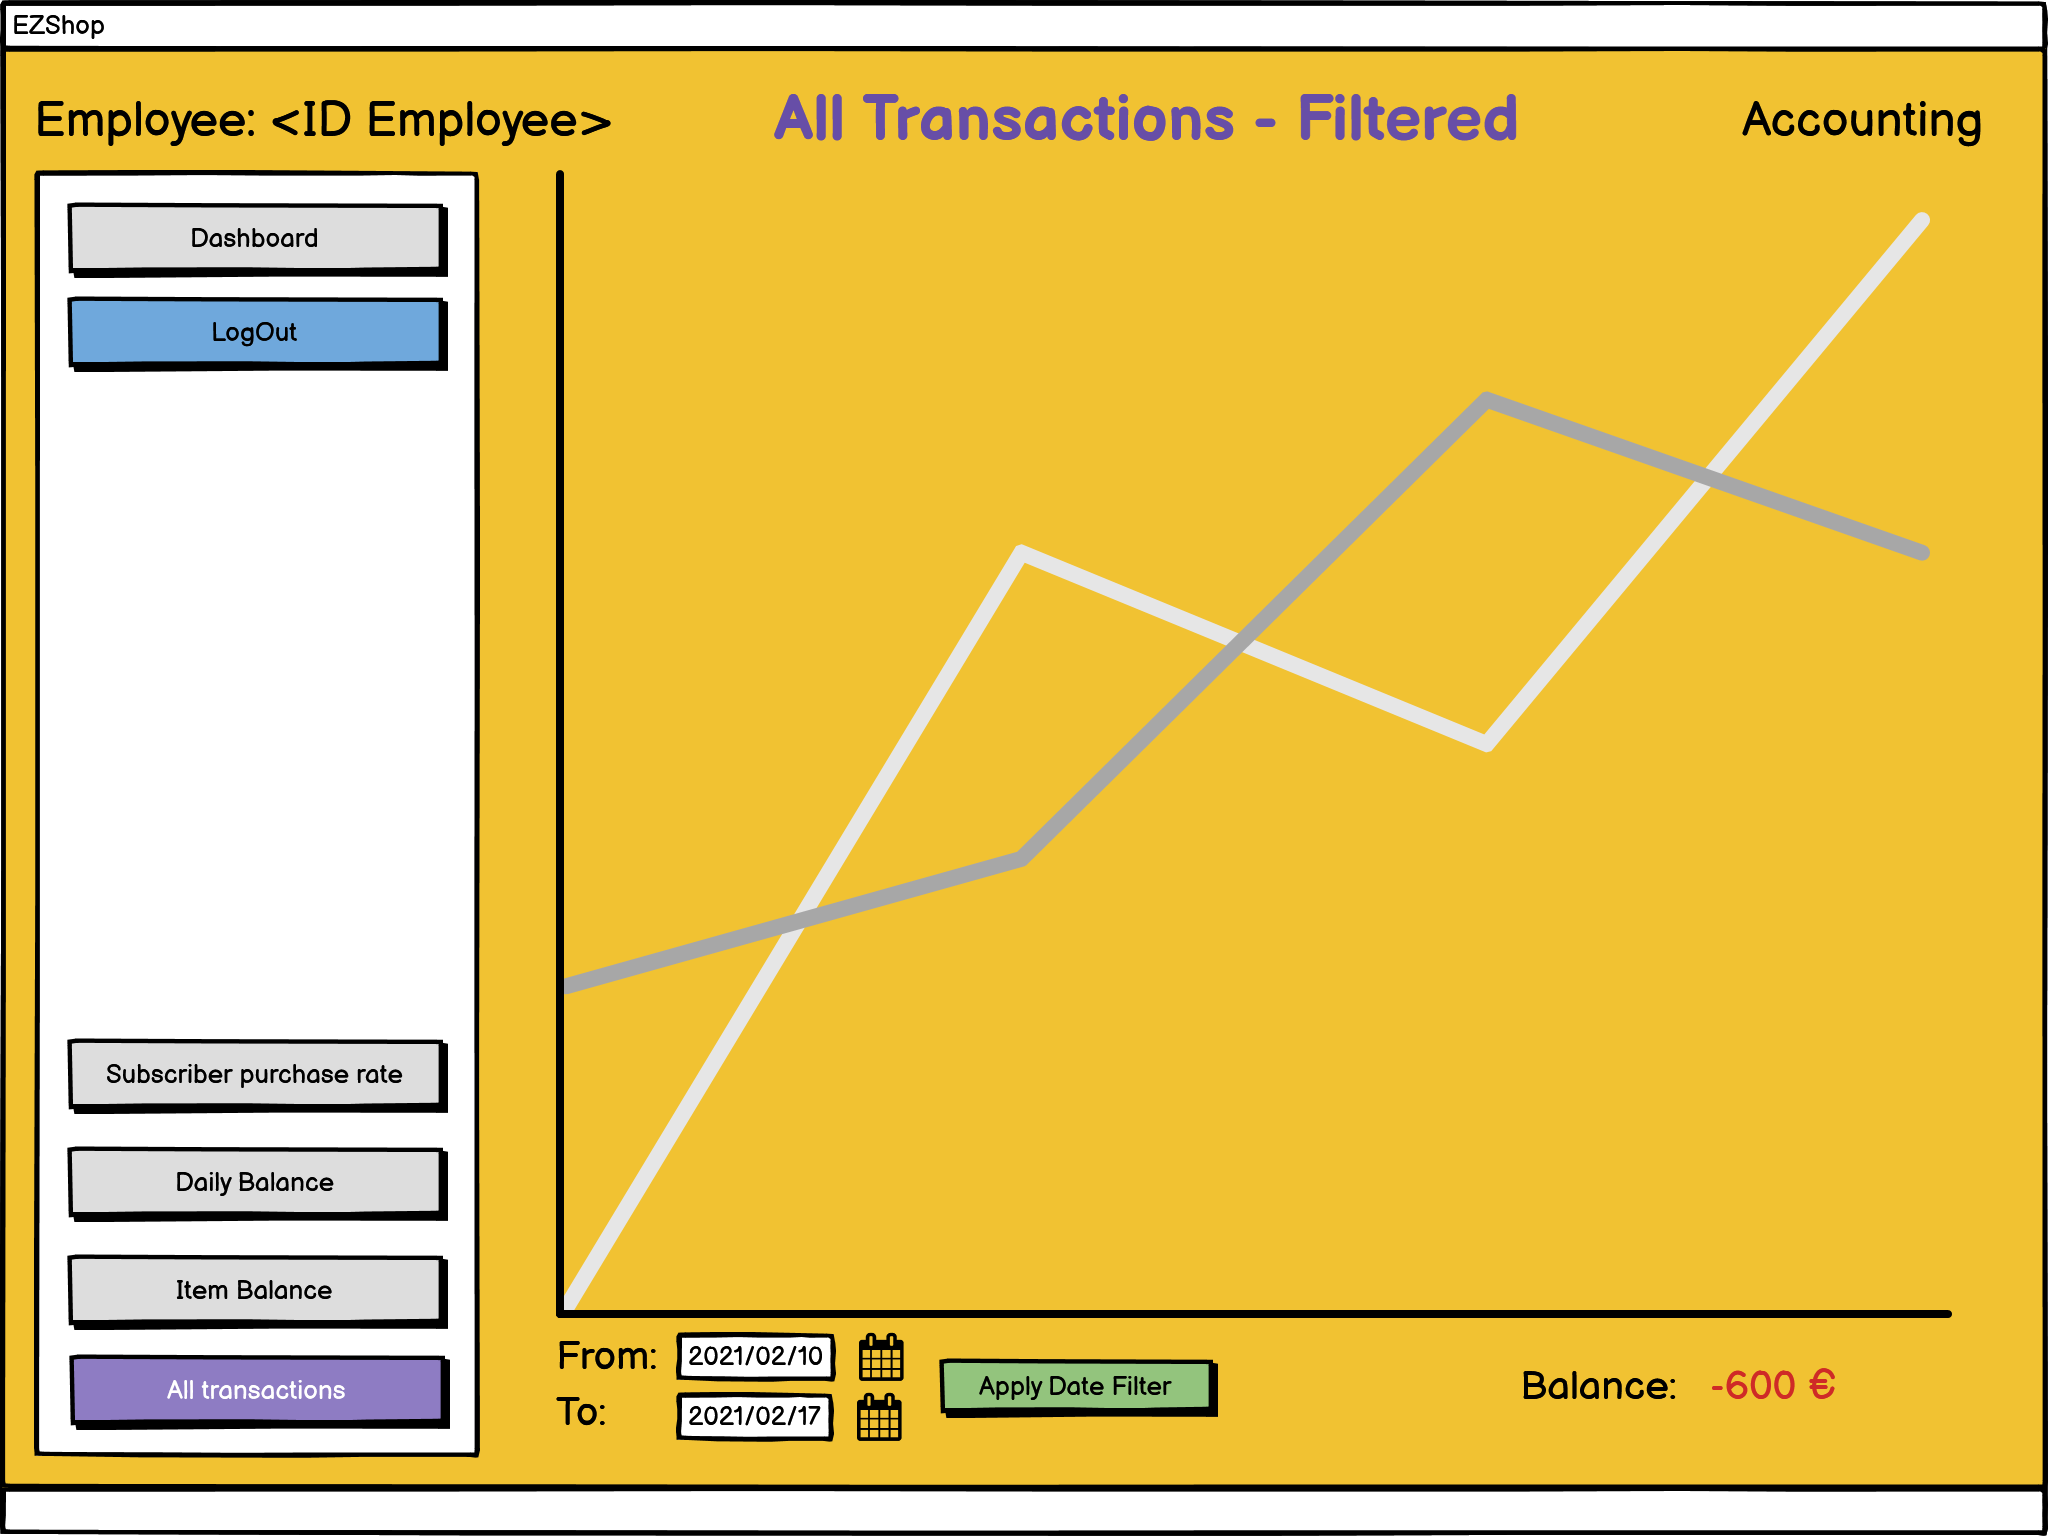 EZShop
Employee: <ID Employee>
All Transactions - Filtered
Accounting
Dashboard
LogOut
Subscriber purchase rate
Daily Balance
Item Balance
All transactions
From: 2021/02/10
To: 2021/02/17
Apply Date Filter
Balance: -600 €